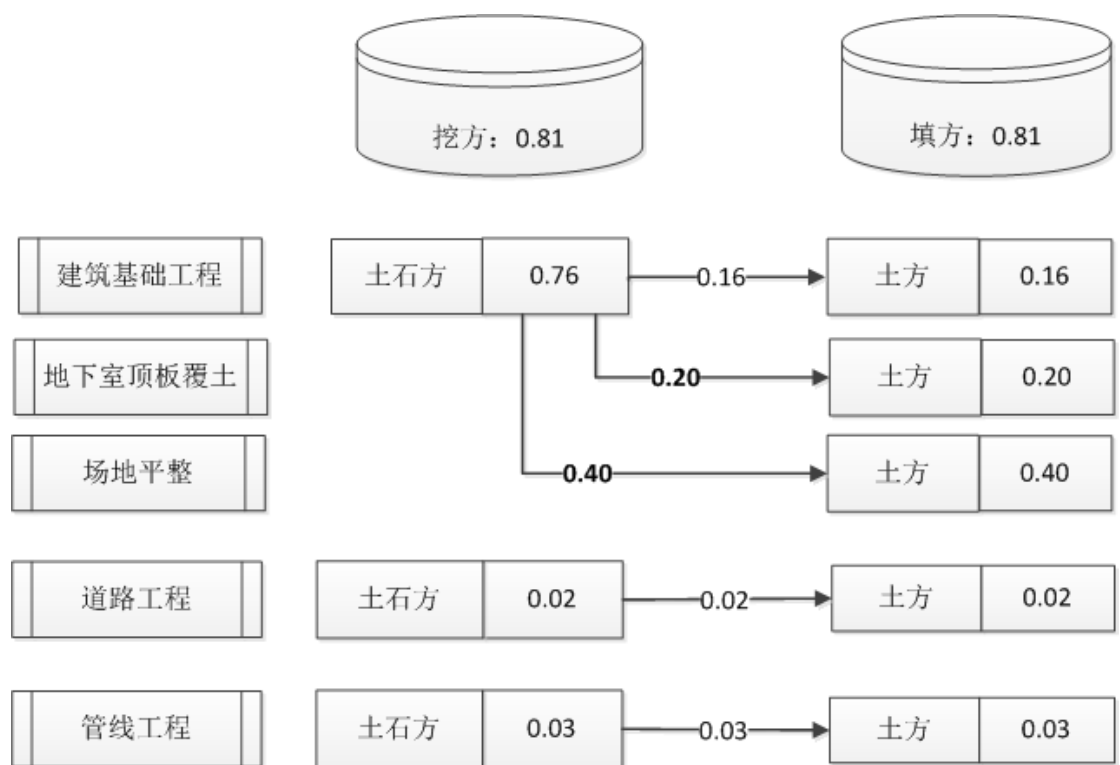 挖方：0.81 填方：0.81
建筑基础工程 土石方 0.76 0.16 土方 0.16
地下室顶板覆土 0.20 土方 0.20
场地平整 0.40 土方 0.40
道路工程 土石方 0.02 0.02 土方 0.02
管线工程 土石方 0.03 0.03 土方 0.03